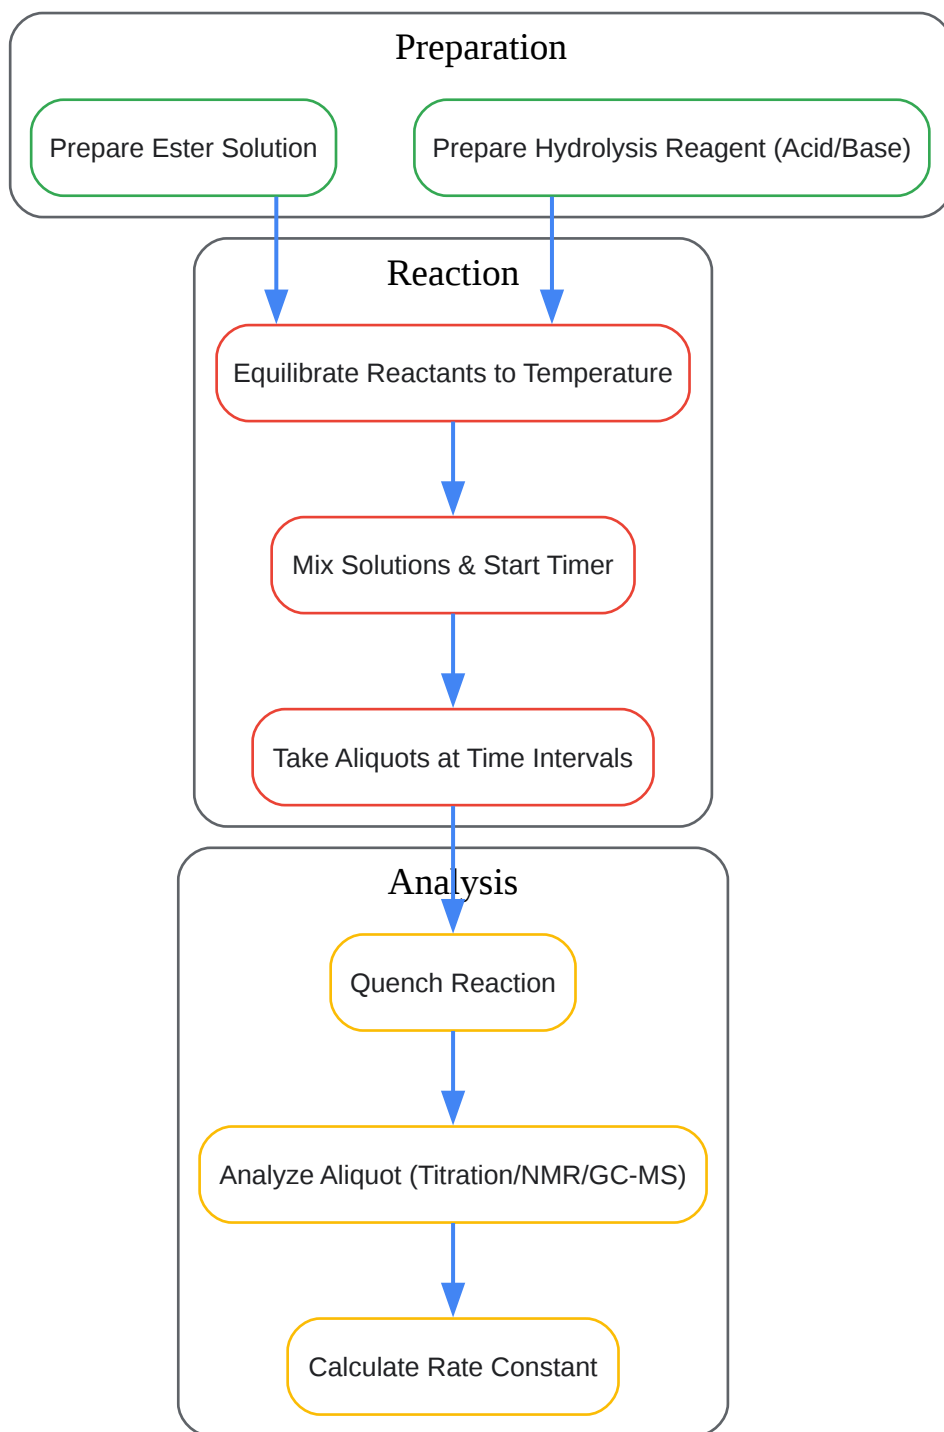 Preparation
Prepare Ester Solution
Prepare Hydrolysis Reagent (Acid/Base)
Reaction
Equilibrate Reactants to Temperature
Mix Solutions & Start Timer
Take Aliquots at Time Intervals
Analysis
Quench Reaction
Analyze Aliquot (Titration/NMR/GC-MS)
Calculate Rate Constant